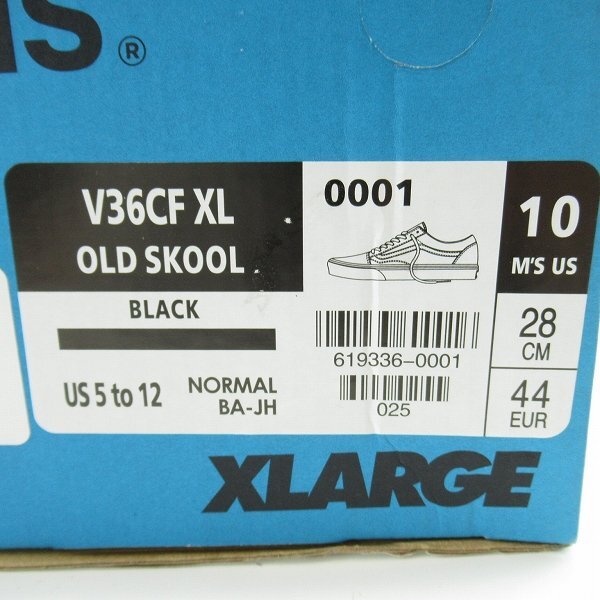 ®
V36CF XL
OLD SKOOL
BLACK
US 5 to 12
NORMAL
BA-JH
0001
619336-0001
025
10
M'S US
28
CM
44
EUR
XLARGE